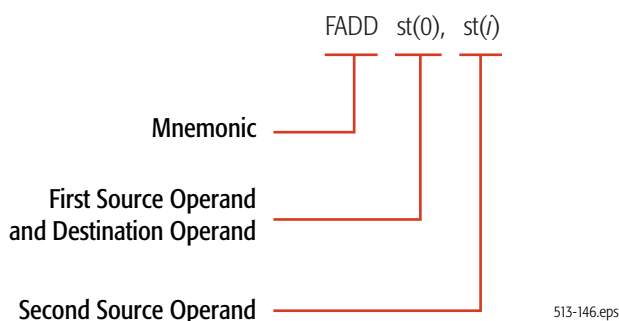 FADD st(0), st(i)
Mnemonic
First Source Operand
and Destination Operand
Second Source Operand
513-146.eps